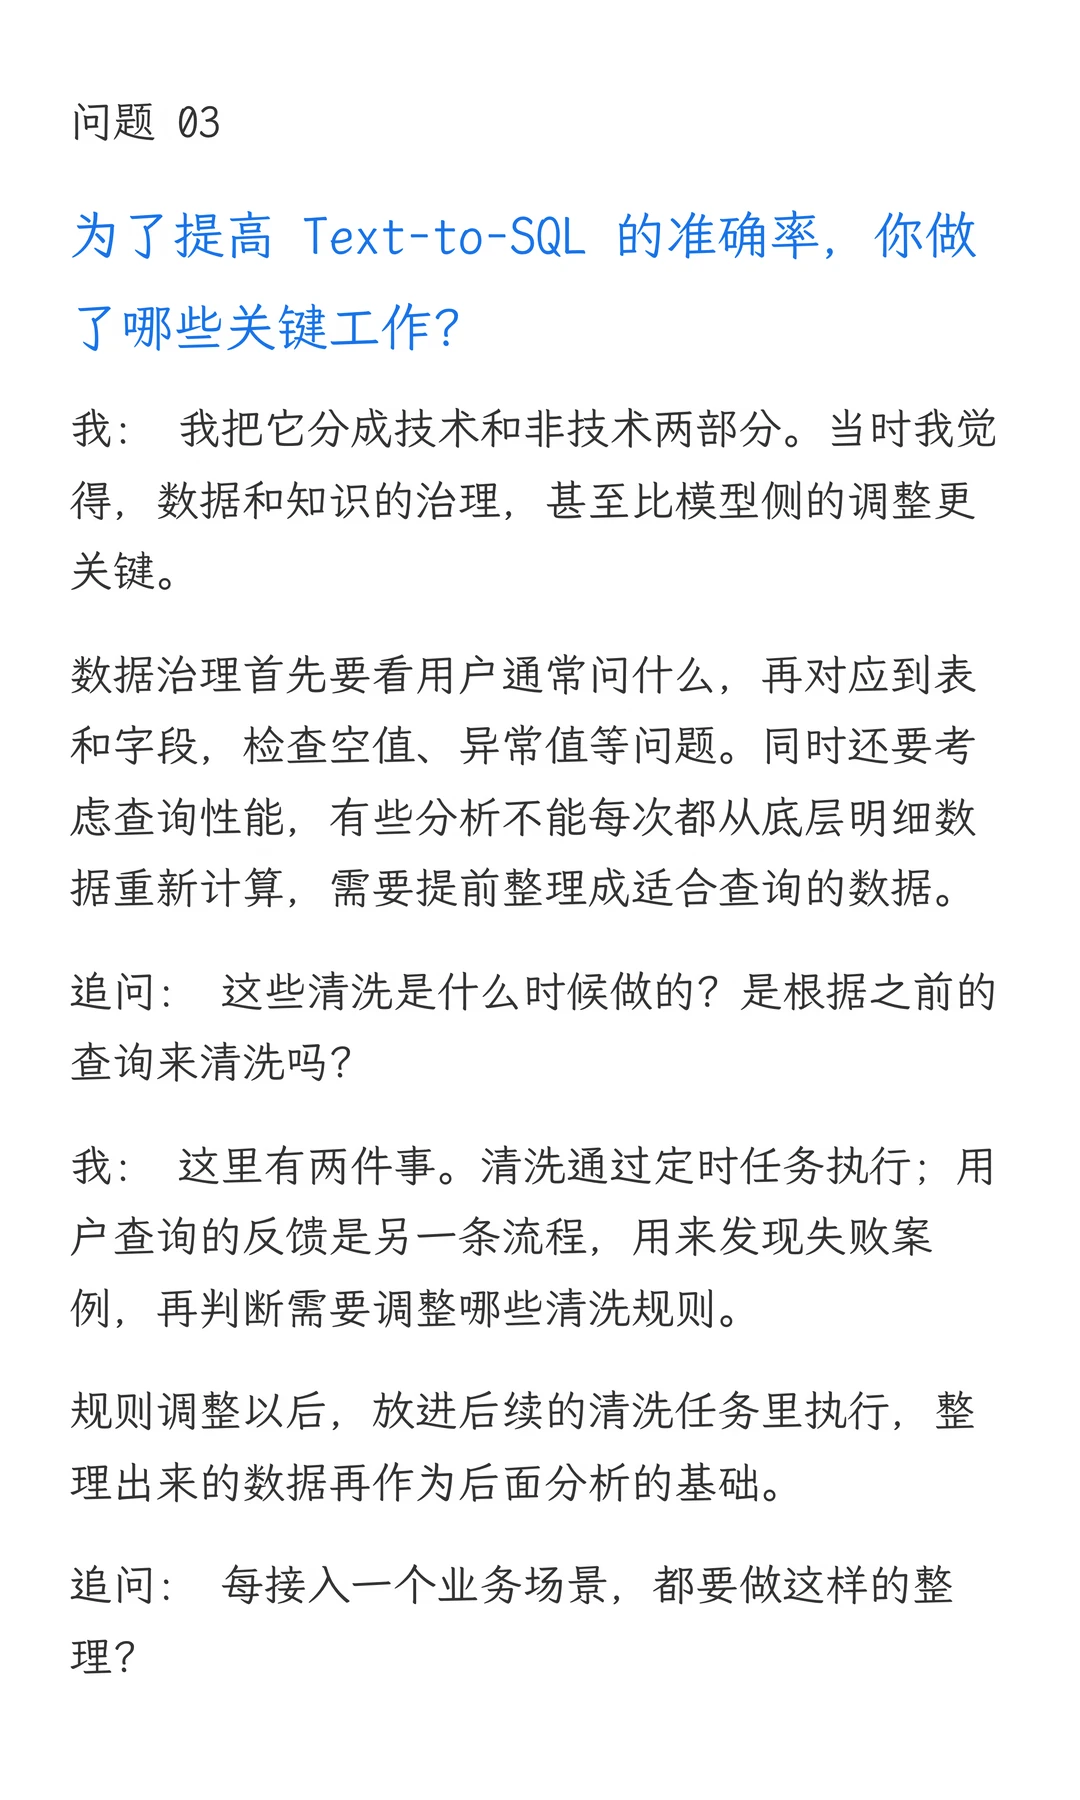 问题 03
为了提高 Text-to-SQL 的准确率，你做
了哪些关键工作？
我： 我把它分成技术和非技术两部分。当时我觉
得，数据和知识的治理，甚至比模型侧的调整更
关键。
数据治理首先要看用户通常问什么，再对应到表
和字段，检查空值、异常值等问题。同时还要考
虑查询性能，有些分析不能每次都从底层明细数
据重新计算，需要提前整理成适合查询的数据。
追问： 这些清洗是什么时候做的？是根据之前的
查询来清洗吗？
我： 这里有两件事。清洗通过定时任务执行；用
户查询的反馈是另一条流程，用来发现失败案
例，再判断需要调整哪些清洗规则。
规则调整以后，放进后续的清洗任务里执行，整
理出来的数据再作为后面分析的基础。
追问： 每接入一个业务场景，都要做这样的整
理？